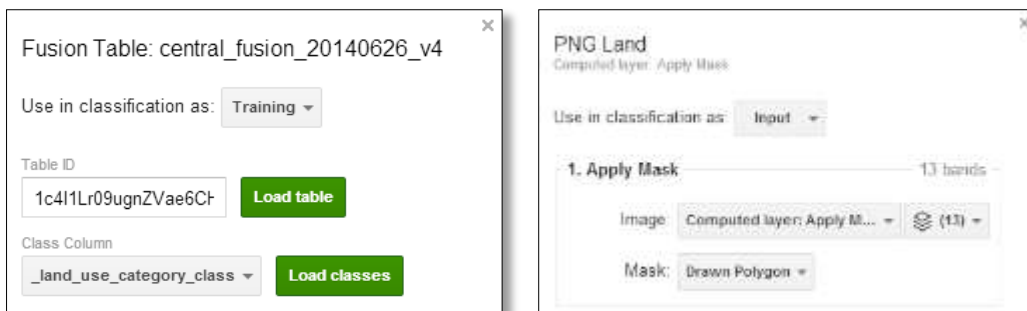 Fusion Table: central_fusion_20140626_v4
Use in classification as: Training
Table ID
1c4I1Lr09ugnZVae6CH
Load table
Class Column
_land_use_category_class
Load classes
PNG Land
Computed layer: Apply Mask
Use in classification as: Input
1. Apply Mask
13 bands
Image: Computed layer: Apply M... (13)
Mask: Drawn Polygon